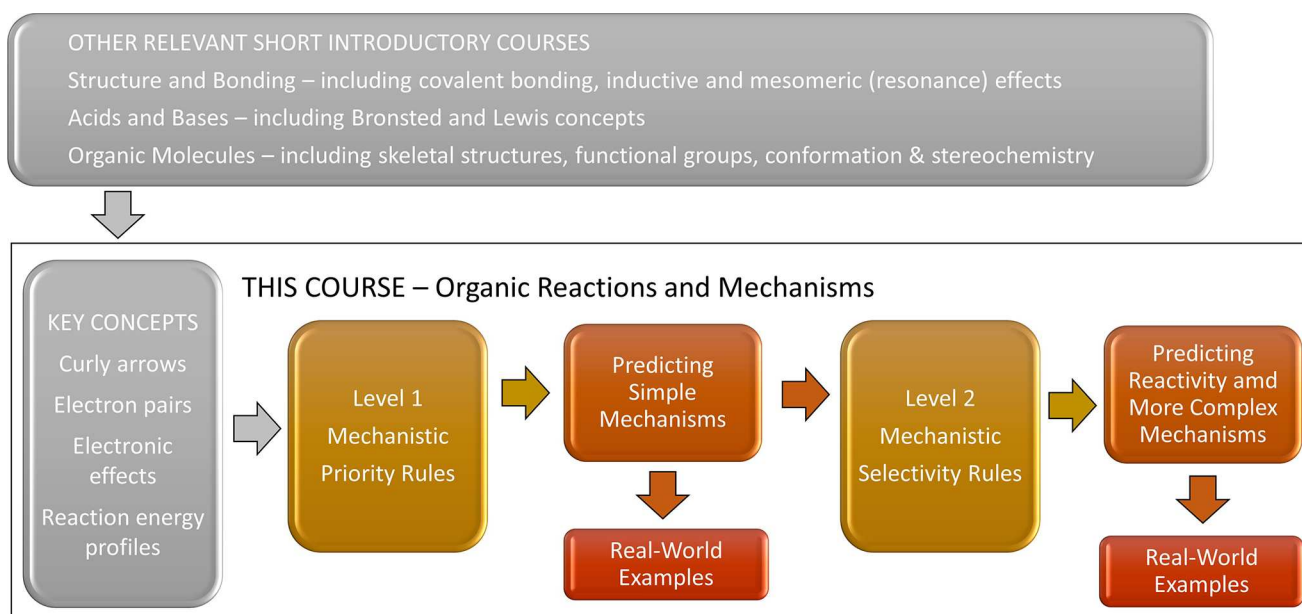 OTHER RELEVANT SHORT INTRODUCTORY COURSES
Structure and Bonding – including covalent bonding, inductive and mesomeric (resonance) effects
Acids and Bases – including Bronsted and Lewis concepts
Organic Molecules – including skeletal structures, functional groups, conformation & stereochemistry
THIS COURSE – Organic Reactions and Mechanisms
KEY CONCEPTS
Curly arrows
Electron pairs
Electronic
effects
Reaction energy
profiles
Level 1
Mechanistic
Priority Rules
Predicting
Simple
Mechanisms
Real-World
Examples
Level 2
Mechanistic
Selectivity Rules
Predicting
Reactivity amd
More Complex
Mechanisms
Real-World
Examples